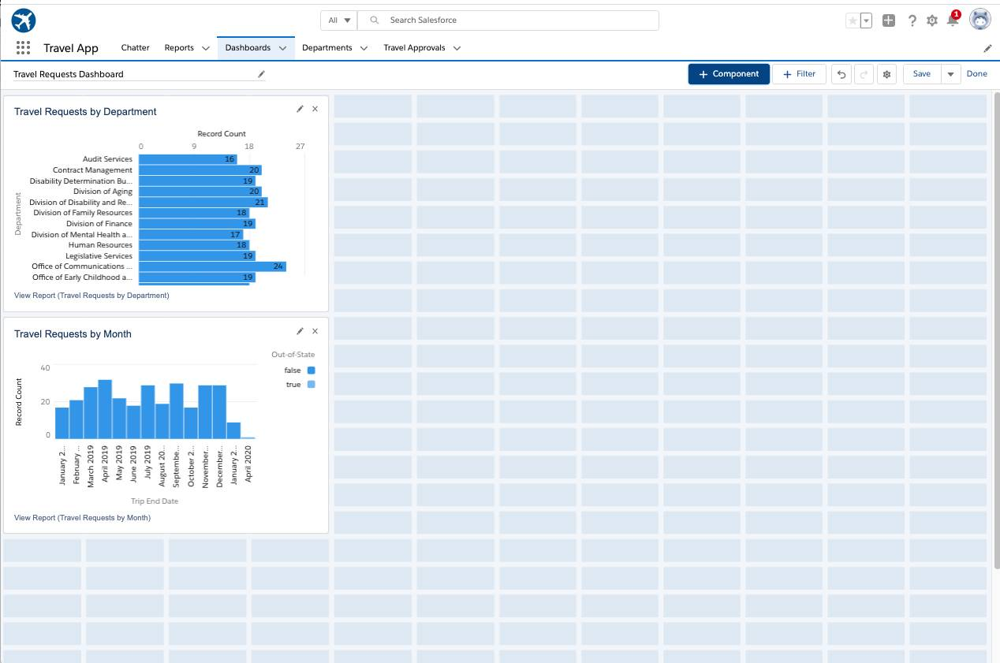 All
Search Salesforce
1
Travel App
Chatter
Reports
Dashboards
Departments
Travel Approvals
Travel Requests Dashboard
+ Component
+ Filter
Save
Done
Travel Requests by Department
Record Count
0 9 18 27
Department
Audit Services 16
Contract Management 20
Disability Determination Bu... 19
Division of Aging 20
Division of Disability and Re... 21
Division of Family Resources 18
Division of Finance 19
Division of Mental Health a... 17
Human Resources 18
Legislative Services 19
Office of Communications ... 24
Office of Early Childhood a... 19
View Report (Travel Requests by Department)
Travel Requests by Month
Out-of-State
false
true
Record Count
40
20
0
January 2...
February ...
March 2019
April 2019
May 2019
June 2019
July 2019
August 20...
Septembe...
October 2...
November...
December...
January 2...
April 2020
Trip End Date
View Report (Travel Requests by Month)